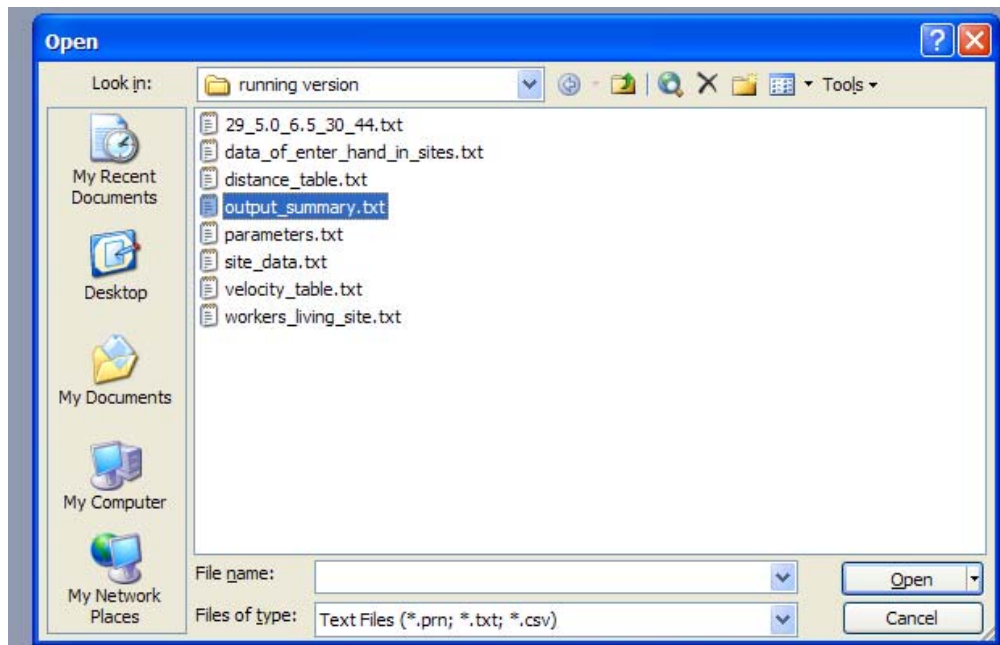 Open
Look in:
running version
Tools
My Recent
Documents
Desktop
My Documents
My Computer
My Network
Places
29_5.0_6.5_30_44.txt
data_of_enter_hand_in_sites.txt
distance_table.txt
output_summary.txt
parameters.txt
site_data.txt
velocity_table.txt
workers_living_site.txt
File name:
Open
Files of type:
Text Files (*.prn; *.txt; *.csv)
Cancel